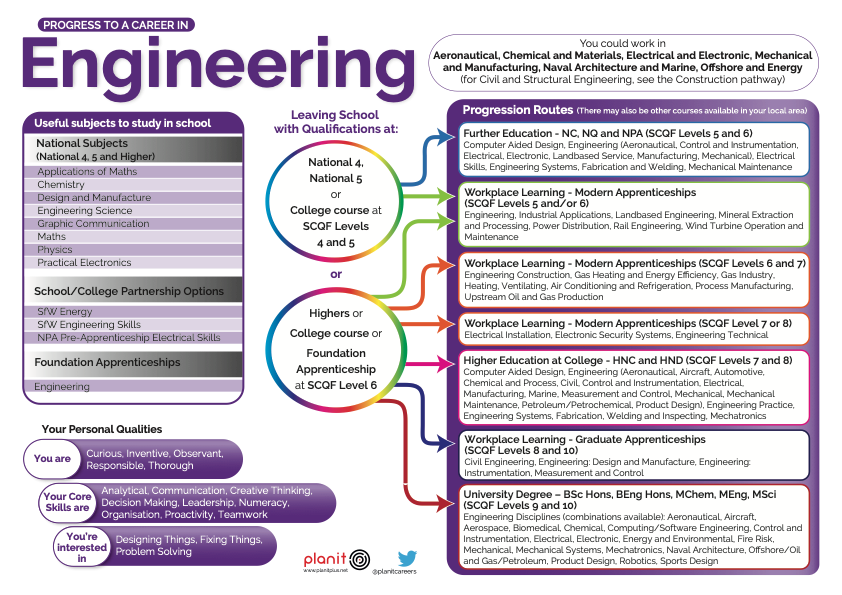 PROGRESS TO A CAREER IN
Engineering
You could work in
Aeronautical, Chemical and Materials, Electrical and Electronic, Mechanical
and Manufacturing, Naval Architecture and Marine, Offshore and Energy
(for Civil and Structural Engineering, see the Construction pathway)
Useful subjects to study in school
National Subjects
(National 4, 5 and Higher)
Applications of Maths
Chemistry
Design and Manufacture
Engineering Science
Graphic Communication
Maths
Physics
Practical Electronics
School/College Partnership Options
SfW Energy
SfW Engineering Skills
NPA Pre-Apprenticeship Electrical Skills
Foundation Apprenticeships
Engineering
Your Personal Qualities
You are
Curious, Inventive, Observant,
Responsible, Thorough
Your Core
Skills are
Analytical, Communication, Creative Thinking,
Decision Making, Leadership, Numeracy,
Organisation, Proactivity, Teamwork
You're
interested
in
Designing Things, Fixing Things,
Problem Solving
Leaving School
with Qualifications at:
National 4,
National 5
or
College course at
SCQF Levels
4 and 5
or
Highers or
College course or
Foundation
Apprenticeship
at SCQF Level 6
planit
www.planitplus.net
@planitcareers
Progression Routes (There may also be other courses available in your local area)
Further Education - NC, NQ and NPA (SCQF Levels 5 and 6)
Computer Aided Design, Engineering (Aeronautical, Control and Instrumentation,
Electrical, Electronic, Landbased Service, Manufacturing, Mechanical), Electrical
Skills, Engineering Systems, Fabrication and Welding, Mechanical Maintenance
Workplace Learning - Modern Apprenticeships
(SCQF Levels 5 and/or 6)
Engineering, Industrial Applications, Landbased Engineering, Mineral Extraction
and Processing, Power Distribution, Rail Engineering, Wind Turbine Operation and
Maintenance
Workplace Learning - Modern Apprenticeships (SCQF Levels 6 and 7)
Engineering Construction, Gas Heating and Energy Efficiency, Gas Industry,
Heating, Ventilating, Air Conditioning and Refrigeration, Process Manufacturing,
Upstream Oil and Gas Production
Workplace Learning - Modern Apprenticeships (SCQF Level 7 or 8)
Electrical Installation, Electronic Security Systems, Engineering Technical
Higher Education at College - HNC and HND (SCQF Levels 7 and 8)
Computer Aided Design, Engineering (Aeronautical, Aircraft, Automotive,
Chemical and Process, Civil, Control and Instrumentation, Electrical,
Manufacturing, Marine, Measurement and Control, Mechanical, Mechanical
Maintenance, Petroleum/Petrochemical, Product Design), Engineering Practice,
Engineering Systems, Fabrication, Welding and Inspecting, Mechatronics
Workplace Learning - Graduate Apprenticeships
(SCQF Levels 8 and 10)
Civil Engineering, Engineering: Design and Manufacture, Engineering:
Instrumentation, Measurement and Control
University Degree – BSc Hons, BEng Hons, MChem, MEng, MSci
(SCQF Levels 9 and 10)
Engineering Disciplines (combinations available): Aeronautical, Aircraft,
Aerospace, Biomedical, Chemical, Computing/Software Engineering, Control and
Instrumentation, Electrical, Electronic, Energy and Environmental, Fire Risk,
Mechanical, Mechanical Systems, Mechatronics, Naval Architecture, Offshore/Oil
and Gas/Petroleum, Product Design, Robotics, Sports Design